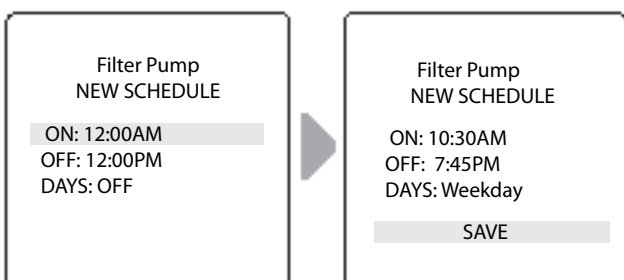 Filter Pump
NEW SCHEDULE
ON: 12:00AM
OFF: 12:00PM
DAYS: OFF
Filter Pump
NEW SCHEDULE
ON: 10:30AM
OFF: 7:45PM
DAYS: Weekday
SAVE